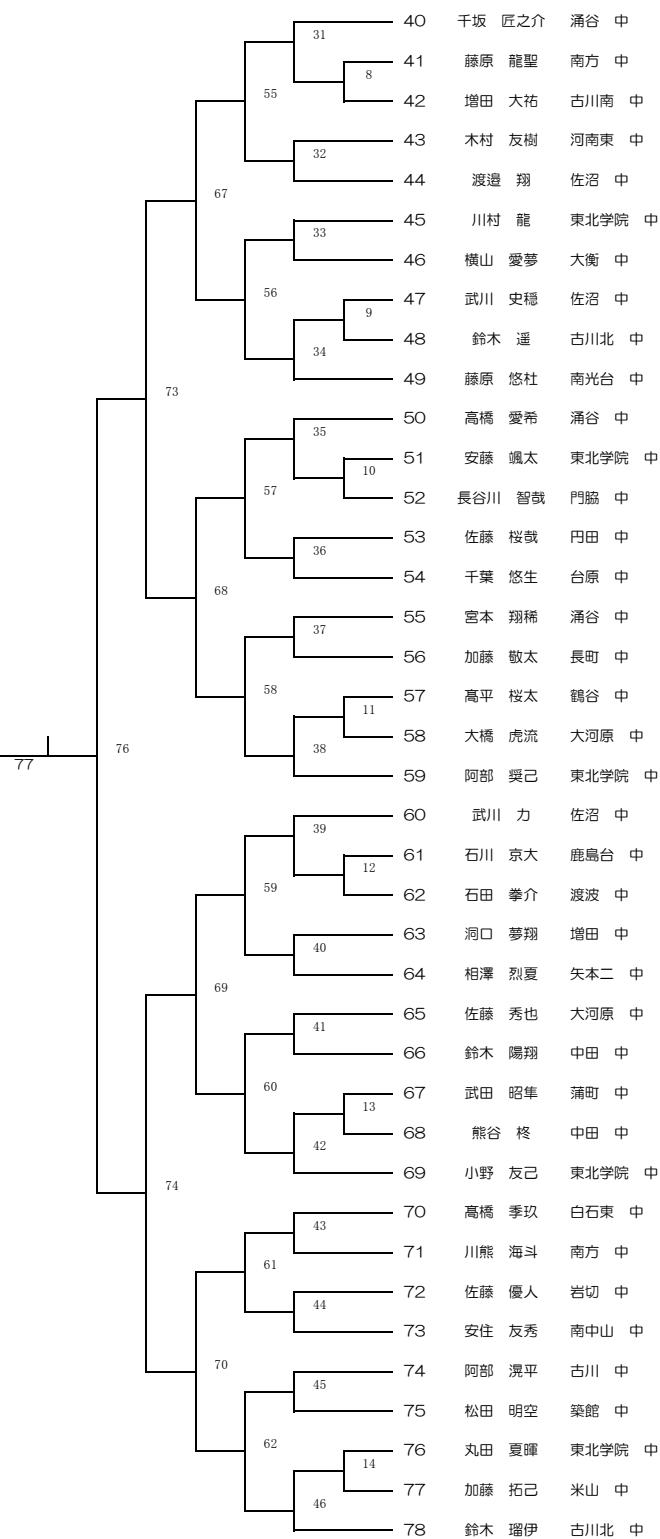 40 千坂 匠之介 涌谷 中
31
41 藤原 龍聖 南方 中
8
55
42 増田 大祐 古川南 中
43 木村 友樹 河南東 中
32
44 渡邉 翔 佐沼 中
67
45 川村 龍 東北学院 中
33
46 横山 愛夢 大衡 中
56
47 武川 史穏 佐沼 中
9
48 鈴木 遥 古川北 中
34
49 藤原 悠杜 南光台 中
73
50 高橋 愛希 涌谷 中
35
51 安藤 颯太 東北学院 中
10
57
52 長谷川 智哉 門脇 中
53 佐藤 桜哉 円田 中
36
54 千葉 悠生 台原 中
68
55 宮本 翔稀 涌谷 中
37
56 加藤 敬太 長町 中
58
57 髙平 桜太 鶴谷 中
11
58 大橋 虎流 大河原 中
76
38
77
59 阿部 奨己 東北学院 中
60 武川 力 佐沼 中
39
61 石川 京大 鹿島台 中
12
59
62 石田 拳介 渡波 中
63 洞口 夢翔 増田 中
40
64 相澤 烈夏 矢本二 中
69
65 佐藤 秀也 大河原 中
41
66 鈴木 陽翔 中田 中
60
67 武田 昭隼 蒲町 中
13
68 熊谷 柊 中田 中
42
69 小野 友己 東北学院 中
74
70 髙橋 季玖 白石東 中
43
71 川熊 海斗 南方 中
61
72 佐藤 優人 岩切 中
44
73 安住 友秀 南中山 中
70
74 阿部 滉平 古川 中
45
75 松田 明空 築館 中
62
76 丸田 夏暉 東北学院 中
14
77 加藤 拓己 米山 中
46
78 鈴木 瑠伊 古川北 中